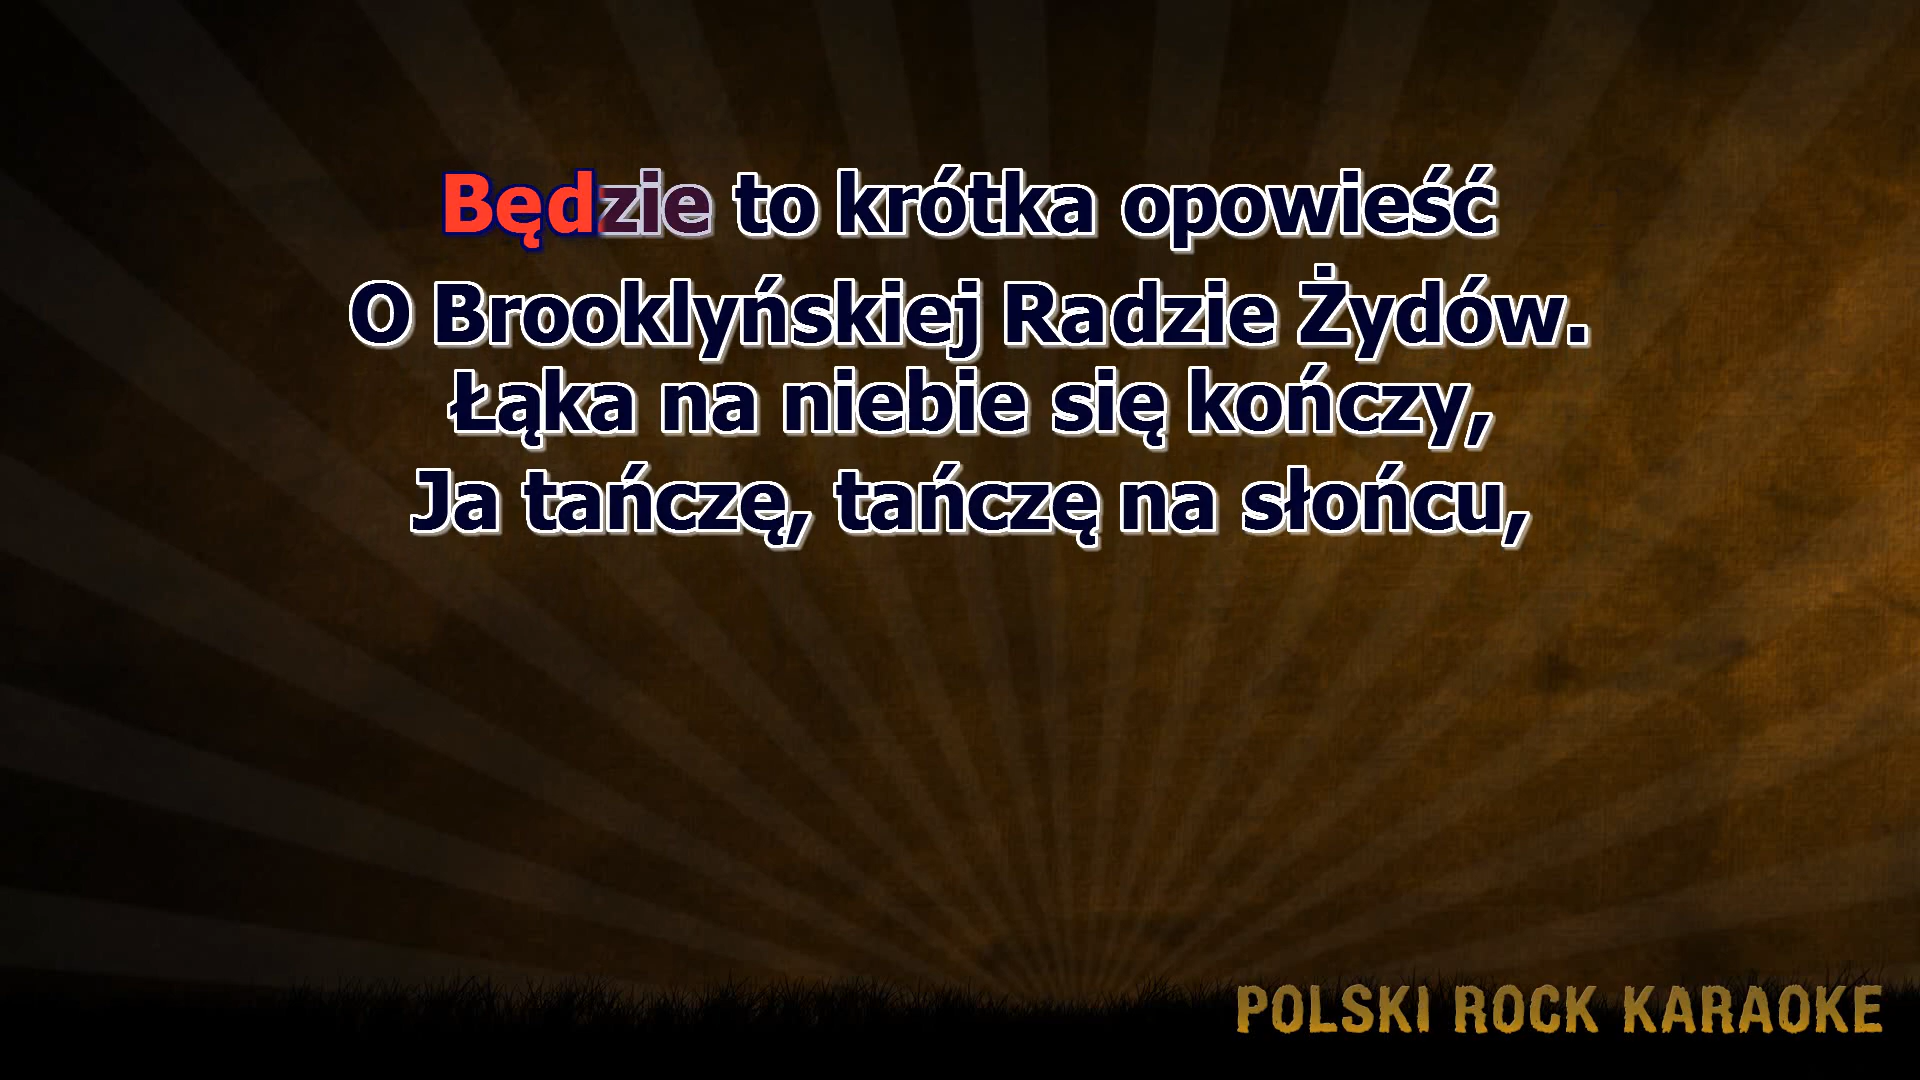 Będzie to krótka opowieść
O Brooklyńskiej Radzie Żydów.
Łąka na niebie się kończy,
Ja tańczę, tańczę na słońcu,
POLSKI ROCK KARAOKE